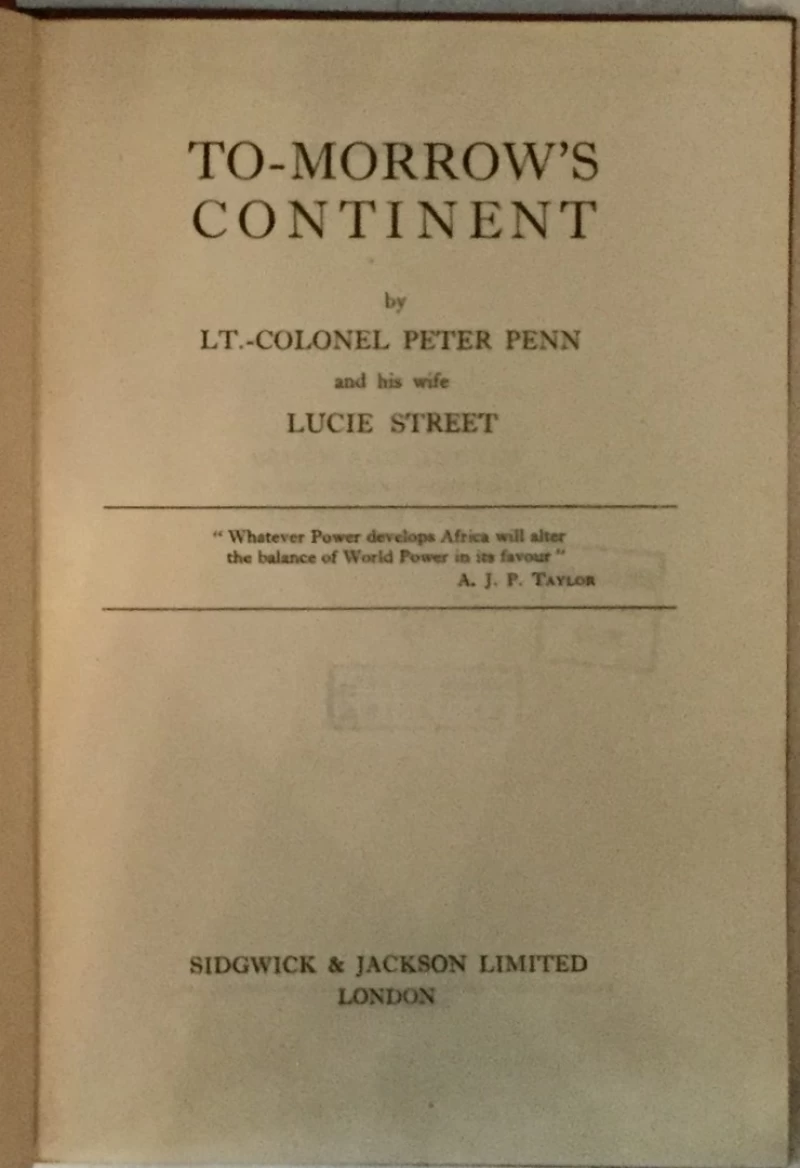 TO-MORROW'S
CONTINENT
by
LT.-COLONEL PETER PENN
and his wife
LUCIE STREET
“ Whatever Power develops Africa will alter
the balance of World Power in its favour ”
A. J. P. TAYLOR
SIDGWICK & JACKSON LIMITED
LONDON